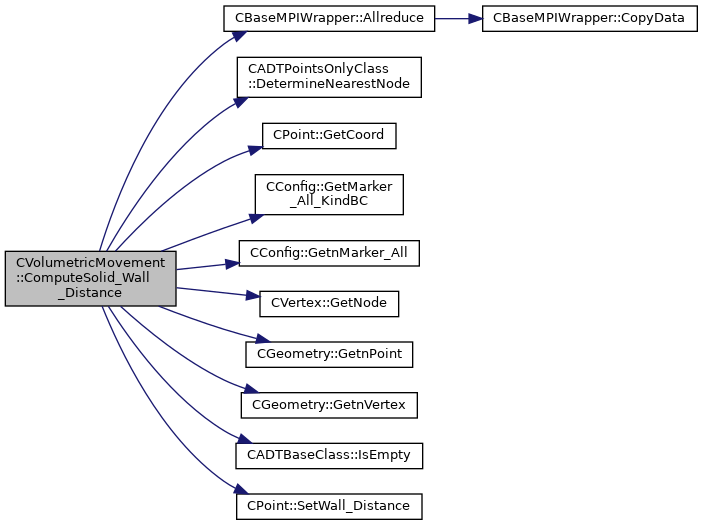 CVolumetricMovement
::ComputeSolid_Wall
_Distance
CBaseMPIWrapper::Allreduce
CBaseMPIWrapper::CopyData
CADTPointsOnlyClass
::DetermineNearestNode
CPoint::GetCoord
CConfig::GetMarker
_All_KindBC
CConfig::GetnMarker_All
CVertex::GetNode
CGeometry::GetnPoint
CGeometry::GetnVertex
CADTBaseClass::IsEmpty
CPoint::SetWall_Distance